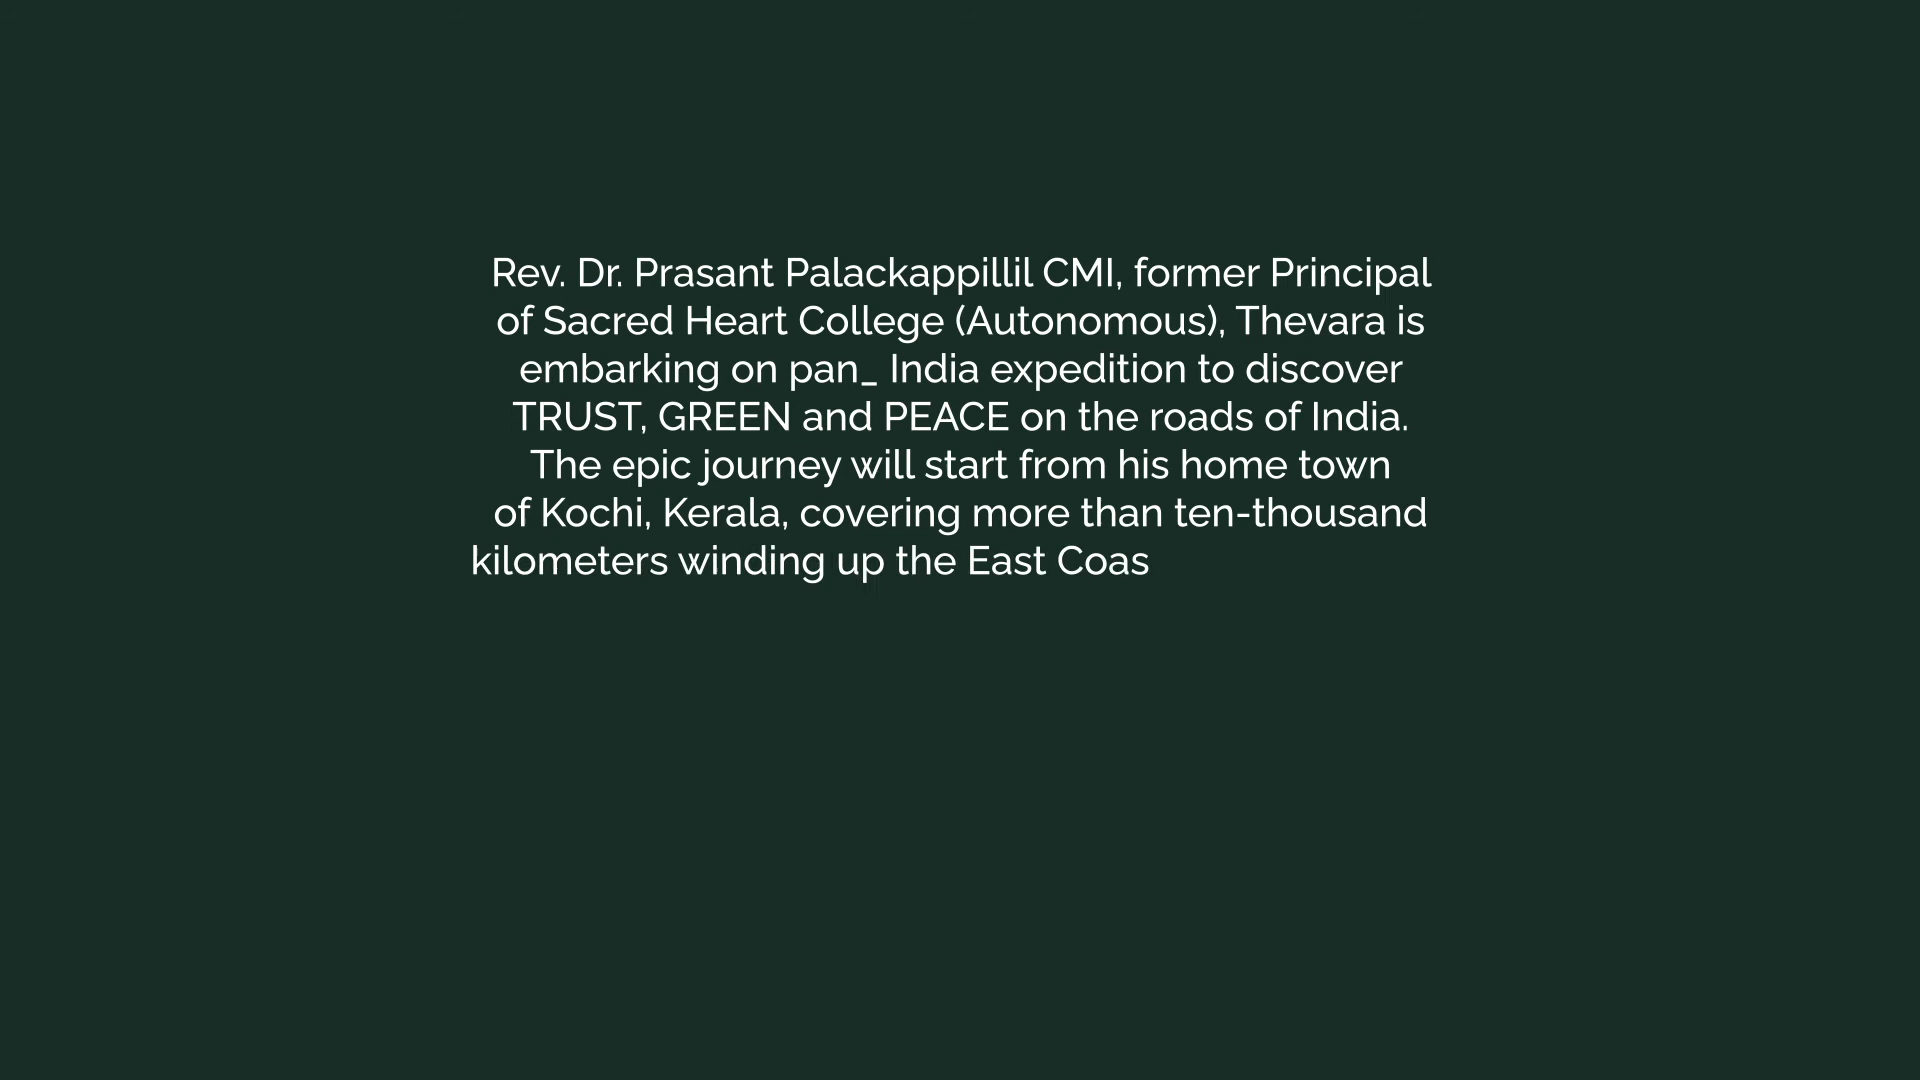 Rev. Dr. Prasant Palackappillil CMI, former Principal
of Sacred Heart College (Autonomous), Thevara is
embarking on pan_ India expedition to discover
TRUST, GREEN and PEACE on the roads of India.
The epic journey will start from his home town
of Kochi, Kerala, covering more than ten-thousand
kilometers winding up the East Coas